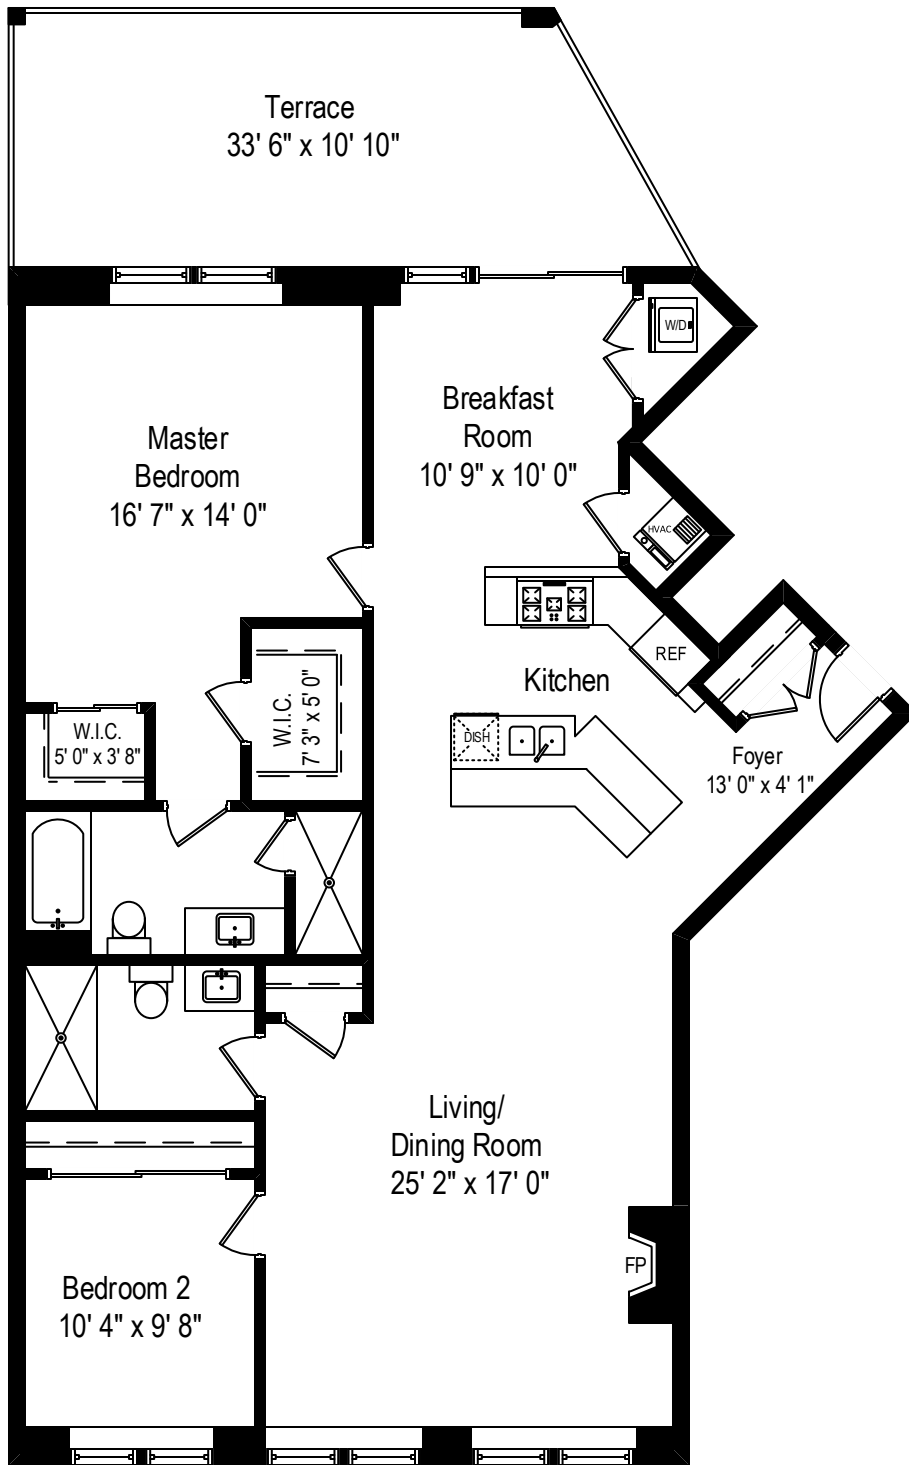 Terrace
33' 6" x 10' 10"
W/D
Breakfast
Room
10' 9" x 10' 0"
Master
Bedroom
16' 7" x 14' 0"
HVAC
REF
Kitchen
W.I.C.
7' 3" x 5' 0"
W.I.C.
5' 0" x 3' 8"
DISH
Foyer
13' 0" x 4' 1"
Living/
Dining Room
25' 2" x 17' 0"
FP
Bedroom 2
10' 4" x 9' 8"